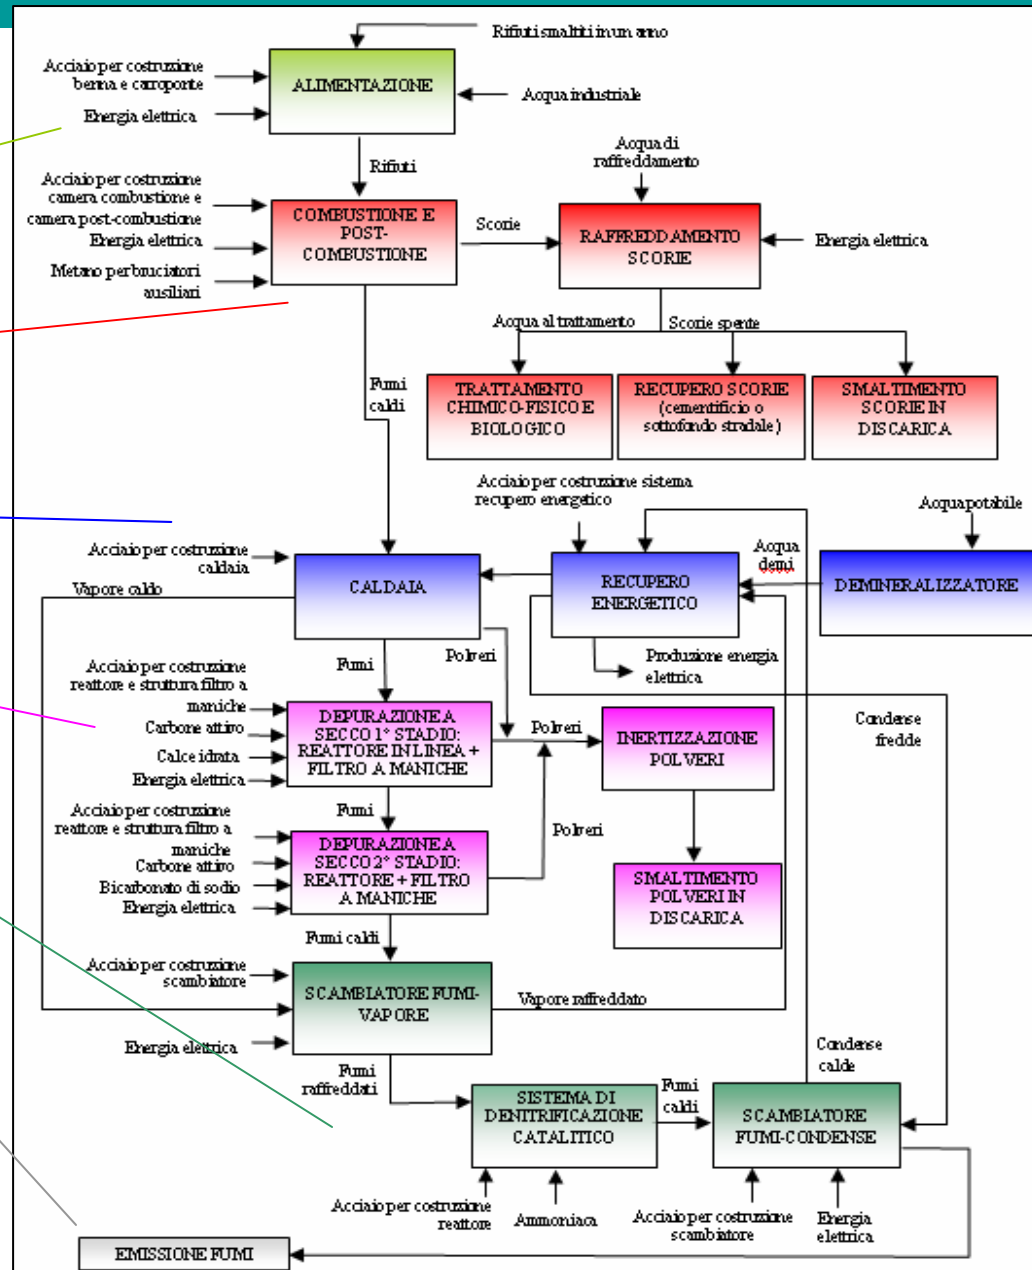 Rifiuti smaltiti in un anno
Acciaio per costruzione
benna e carroponte
ALIMENTAZIONE
Acqua industriale
Energia elettrica
Rifiuti
Acqua di
raffreddamento
Acciaio per costruzione
camera combustione e
camera post-combustione
Energia elettrica
Metano per bruciatori
ausiliari
COMBUSTIONE E
POST-
COMBUSTIONE
Scorie
RAFFREDDAMENTO
SCORIE
Energia elettrica
Acqua al trattamento
Scorie spente
Fumi
caldi
TRATTAMENTO
CHIMICO-FISICO E
BIOLOGICO
RECUPERO SCORIE
(cementificio o
sottofondo stradale)
SMALTIMENTO
SCORIE IN
DISCARICA
Acciaio per costruzione sistema
recupero energetico
Acqua potabile
Acciaio per costruzione
caldaia
Vapore caldo
CALDAIA
RECUPERO
ENERGETICO
Acqua
demi
DEMINERALIZZATORE
Fumi
Polveri
Produzione energia
elettrica
Acciaio per costruzione
reattore e struttura filtro a
maniche
Carbone attivo
Calce idrata
Energia elettrica
DEPURAZIONE A
SECCO 1° STADIO:
REATTORE IN LINEA +
FILTRO A MANICHE
Polveri
INERTIZZAZIONE
POLVERI
Condense
fredde
Fumi
Acciaio per costruzione
reattore e struttura filtro a
maniche
Carbone attivo
Bicarbonato di sodio
Energia elettrica
DEPURAZIONE A
SECCO 2° STADIO:
REATTORE + FILTRO
A MANICHE
Polveri
SMALTIMENTO
POLVERI IN
DISCARICA
Fumi caldi
Acciaio per costruzione
scambiatore
SCAMBIATORE FUMI-
VAPORE
Vapore raffreddato
Energia elettrica
Fumi
raffreddati
Condense
calde
SISTEMA DI
DENITRIFICAZIONE
CATALITICO
Fumi
caldi
SCAMBIATORE
FUMI-CONDENSE
Acciaio per costruzione
reattore
Ammoniaca
Acciaio per costruzione
scambiatore
Energia
elettrica
EMISSIONE FUMI